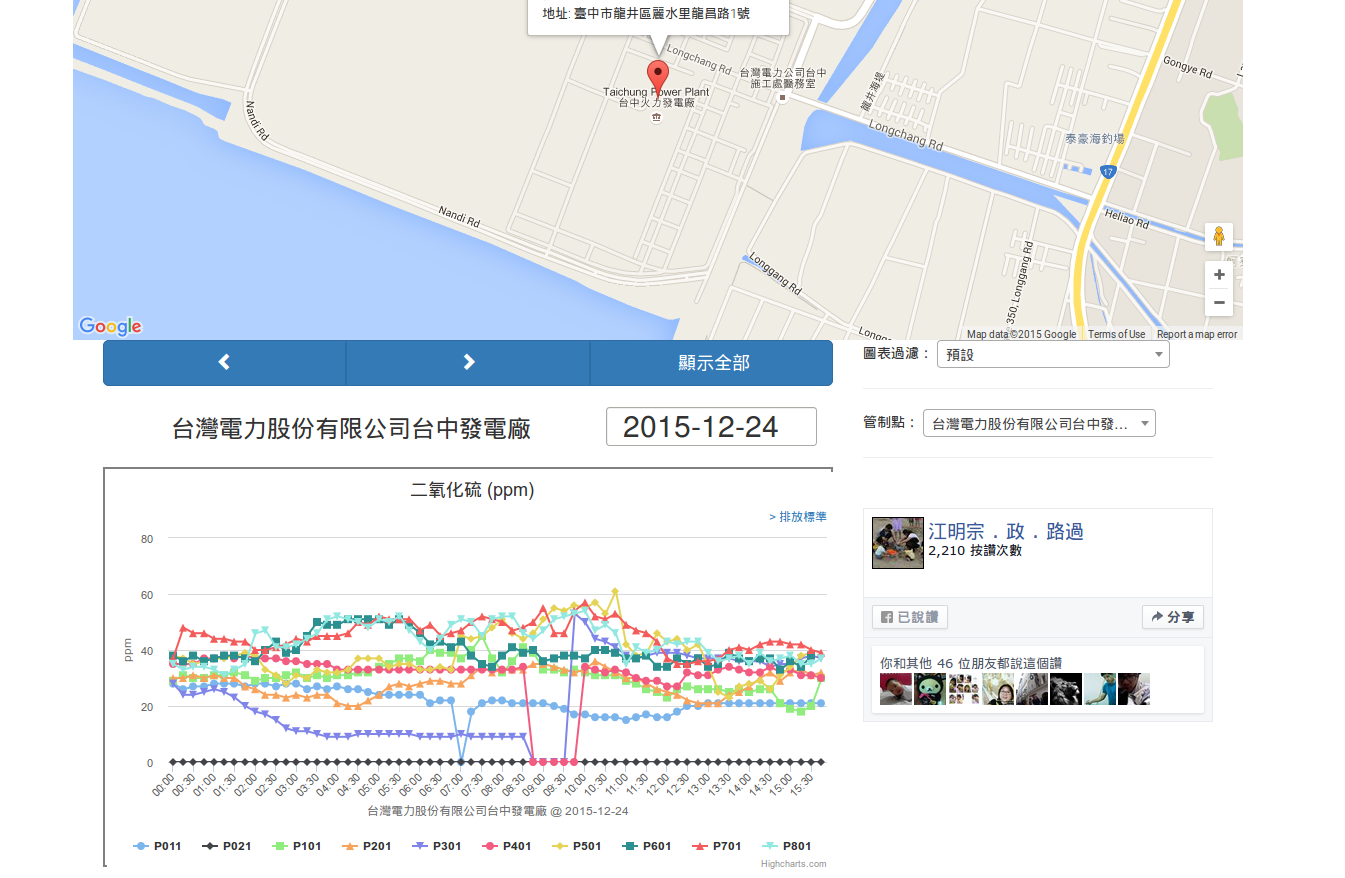 地址: 臺中市龍井區麗水里龍昌路1號
Longchang Rd
台灣電力公司台中
施工處醫務室
Taichung Power Plant
台中火力發電廠
龍井海堤
Gongye Rd
Nandi Rd
Longchang Rd
泰豪海釣場
17
Nandi Rd
Heliao Rd
Longgang Rd
350, Longgang Rd
+
−
Google
Map data ©2015 Google
Terms of Use
Report a map error
顯示全部
圖表過濾：
預設
台灣電力股份有限公司台中發電廠
2015-12-24
管制點：
台灣電力股份有限公司台中發...
二氧化硫 (ppm)
> 排放標準
80
60
40
20
0
ppm
00:00
00:30
01:00
01:30
02:00
02:30
03:00
03:30
04:00
04:30
05:00
05:30
06:00
06:30
07:00
07:30
08:00
08:30
09:00
09:30
10:00
10:30
11:00
11:30
12:00
12:30
13:00
13:30
14:00
14:30
15:00
15:30
台灣電力股份有限公司台中發電廠 @ 2015-12-24
P011
P021
P101
P201
P301
P401
P501
P601
P701
P801
Highcharts.com
江明宗．政．路過
2,210 按讚次數
已說讚
分享
你和其他 46 位朋友都說這個讚